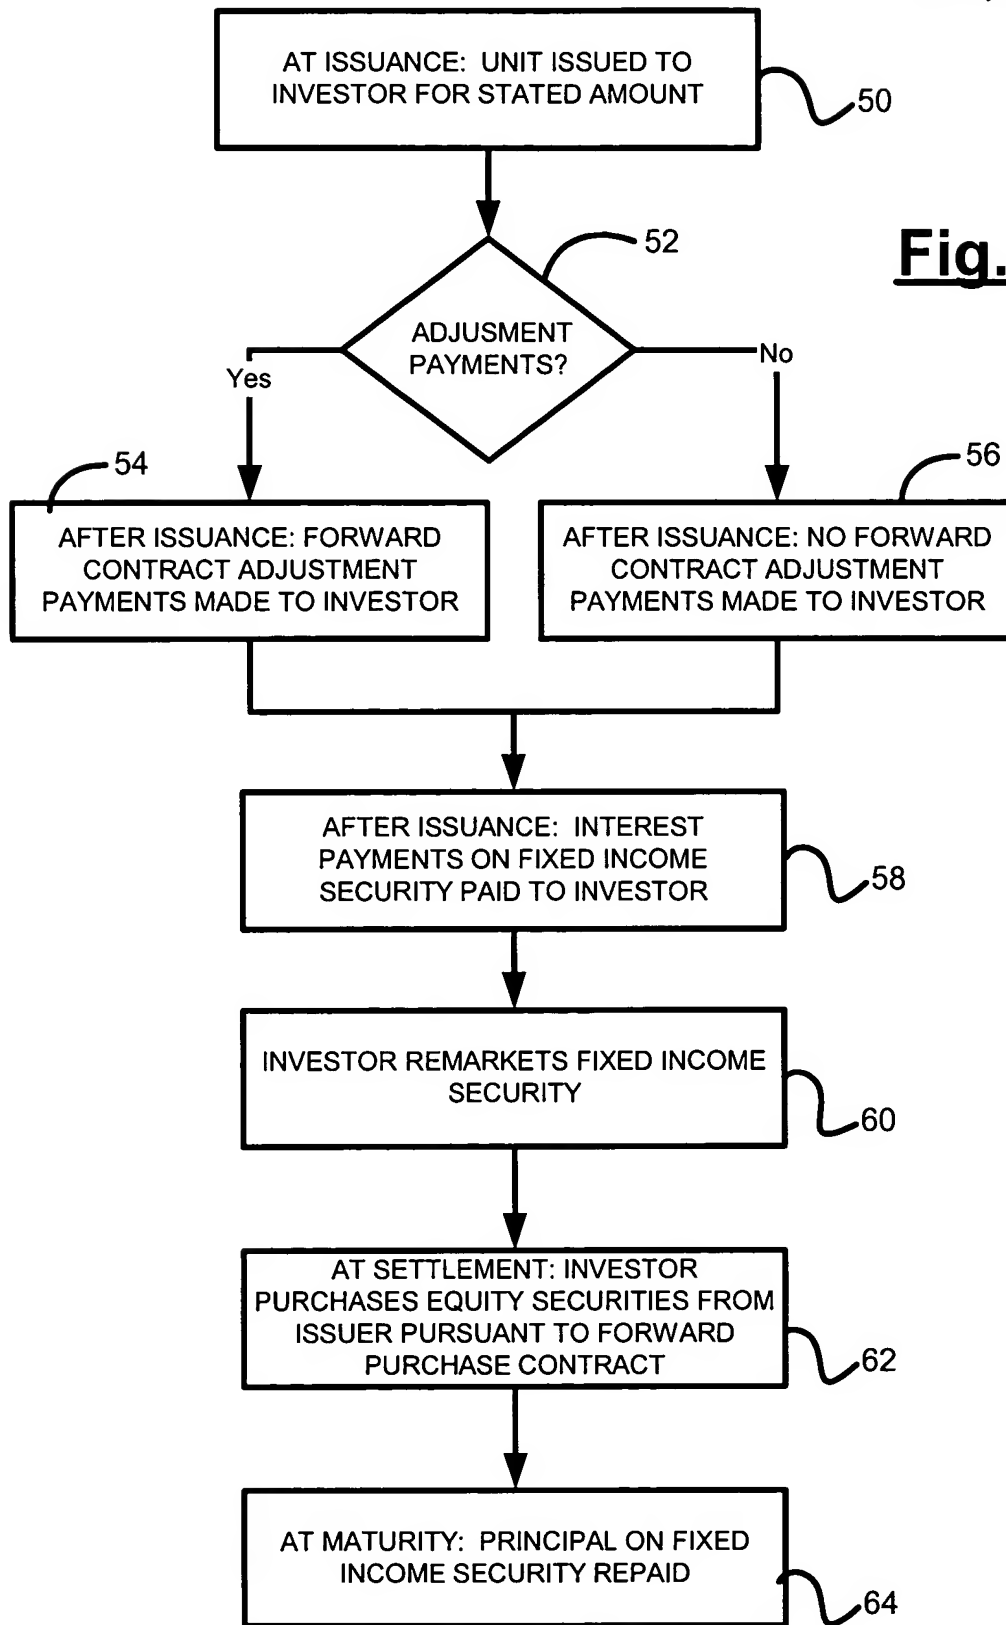 AT ISSUANCE: UNIT ISSUED TO
INVESTOR FOR STATED AMOUNT
50
52
Fig.
ADJUSMENT
PAYMENTS?
Yes
No
54
56
AFTER ISSUANCE: FORWARD
CONTRACT ADJUSTMENT
PAYMENTS MADE TO INVESTOR
AFTER ISSUANCE: NO FORWARD
CONTRACT ADJUSTMENT
PAYMENTS MADE TO INVESTOR
AFTER ISSUANCE: INTEREST
PAYMENTS ON FIXED INCOME
SECURITY PAID TO INVESTOR
58
INVESTOR REMARKETS FIXED INCOME
SECURITY
60
AT SETTLEMENT: INVESTOR
PURCHASES EQUITY SECURITIES FROM
ISSUER PURSUANT TO FORWARD
PURCHASE CONTRACT
62
AT MATURITY: PRINCIPAL ON FIXED
INCOME SECURITY REPAID
64